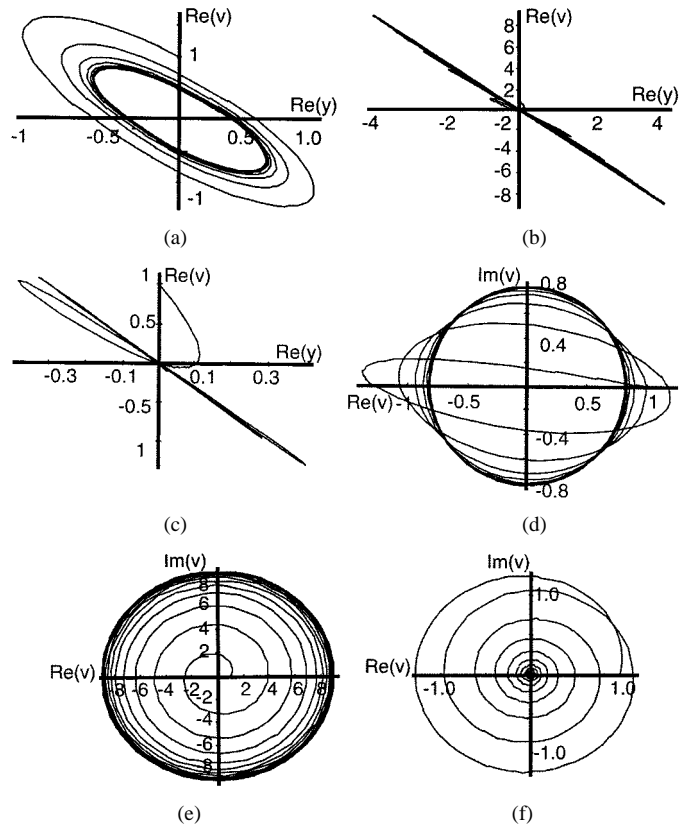 Re(v)
1
Re(y)
-1 -0.5 0.5 1.0
-1
(a)
Re(v)
8
6
4
2
Re(y)
-4 -2 2 4
-2
-4
-6
-8
(b)
1 Re(v)
0.5
Re(y)
-0.3 -0.1 0.1 0.3
-0.5
1
(c)
Im(v)
0.8
0.4
Re(v) -1 -0.5 0.5 1
-0.4
-0.8
(d)
Im(v)
8
6
4
2
Re(v)
-8 -6 -4 -2 2 4 6 8
-2
-4
-6
8
(e)
Im(v)
1.0
Re(v)
-1.0 1.0
-1.0
(f)